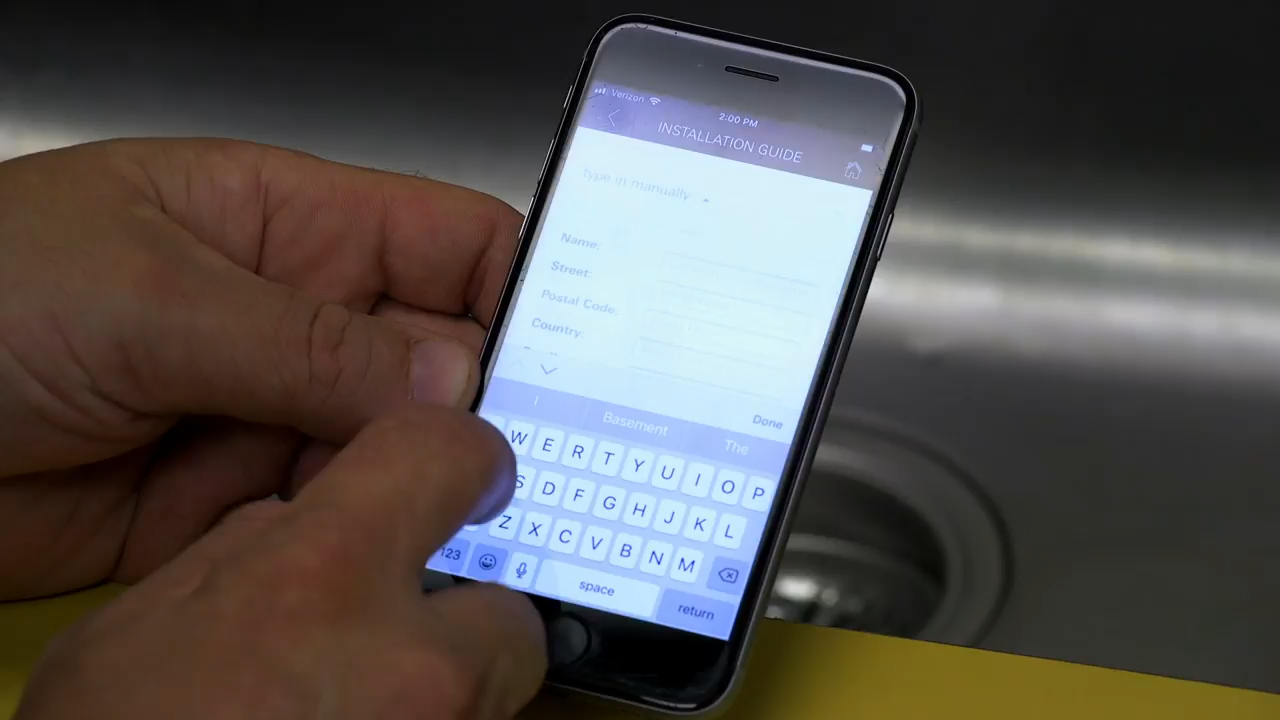 Verizon
2:00 PM
INSTALLATION GUIDE
Type in manually
Name:
Street:
Postal Code:
Country:
Done
I Basement The
W E R T Y U I O P
S D F G H J K L
Z X C V B N M
123 space return